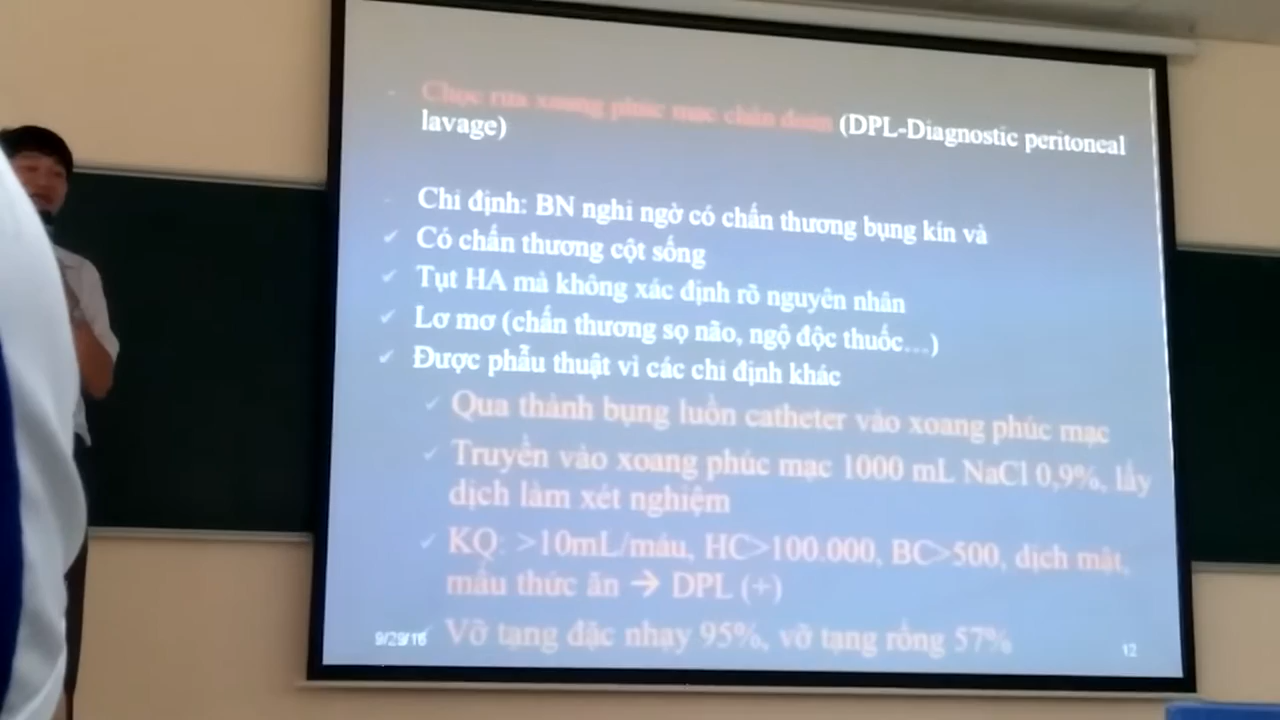 Chọc rửa xoang phúc mạc chẩn đoán (DPL-Diagnostic peritoneal
lavage)
Chỉ định: BN nghi ngờ có chấn thương bụng kín và
Có chấn thương cột sống
Tụt HA mà không xác định rõ nguyên nhân
Lơ mơ (chấn thương sọ não, ngộ độc thuốc…)
Được phẫu thuật vì các chỉ định khác
Qua thành bụng luồn catheter vào xoang phúc mạc
Truyền vào xoang phúc mạc 1000 mL NaCl 0,9%, lấy
dịch làm xét nghiệm
KQ: >10mL/máu, HC>100.000, BC>500, dịch mật,
mẩu thức ăn → DPL (+)
Vỡ tạng đặc nhạy 95%, vỡ tạng rỗng 57%
9/29/16
12